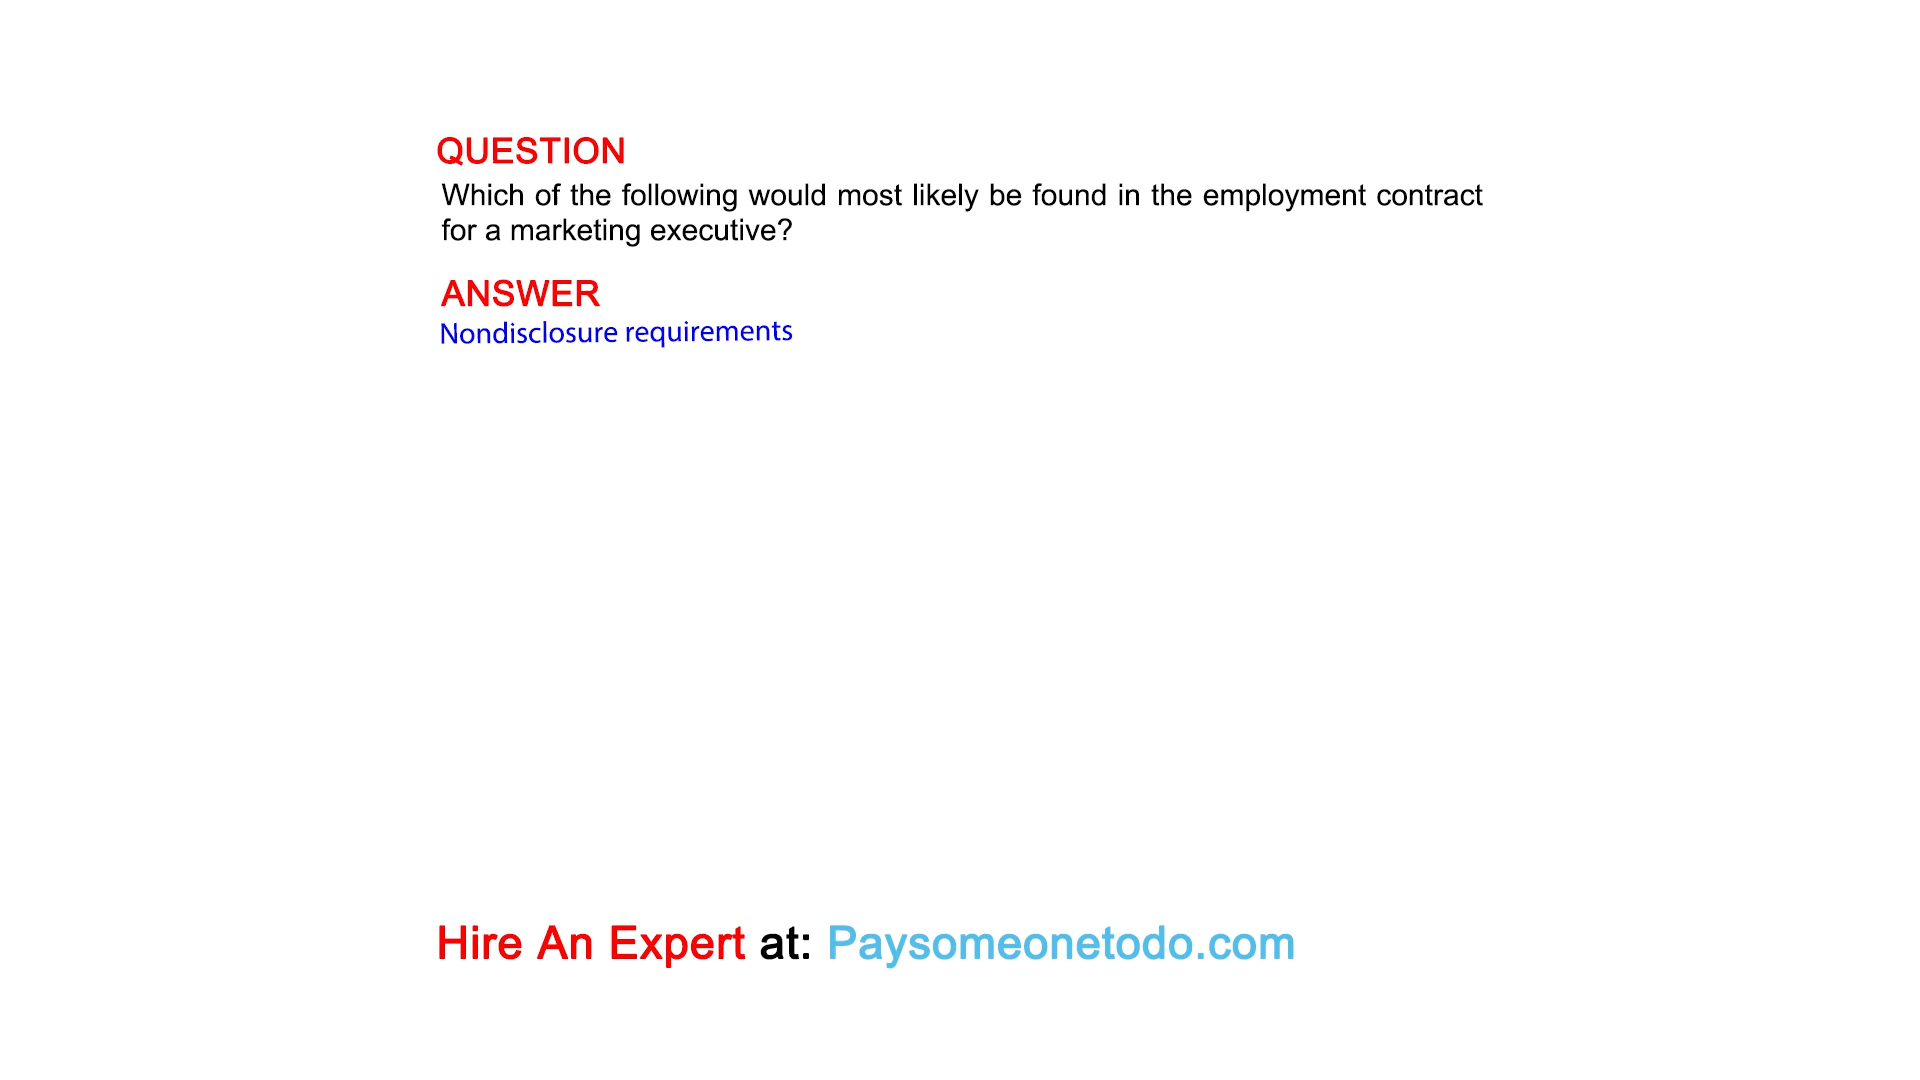 QUESTION
Which of the following would most likely be found in the employment contract
for a marketing executive?
ANSWER
Nondisclosure requirements
Hire An Expert at: Paysomeonetodo.com